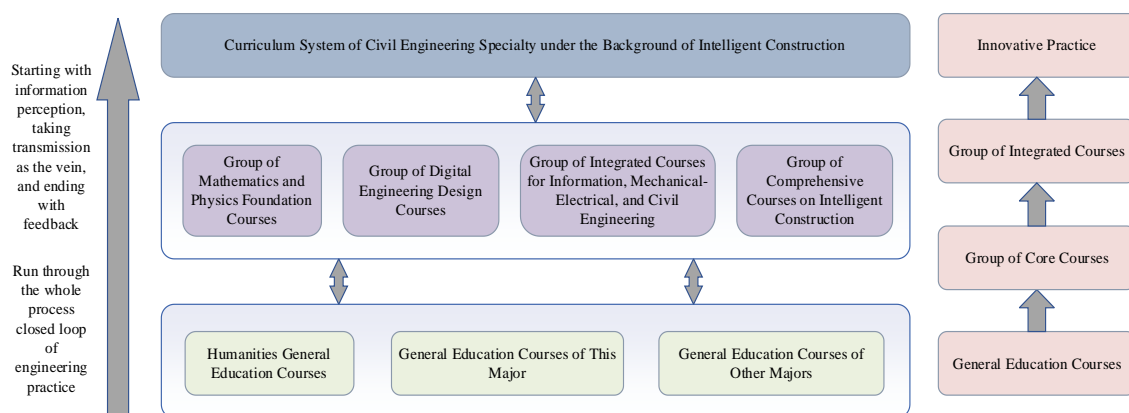 Starting with
information
perception,
taking
transmission
as the vein,
and ending
with
feedback
Run through
the whole
process
closed loop
of
engineering
practice
Curriculum System of Civil Engineering Specialty under the Background of Intelligent Construction
Group of
Mathematics and
Physics Foundation
Courses
Group of Digital
Engineering Design
Courses
Group of Integrated Courses
for Information, Mechanical-
Electrical, and Civil
Engineering
Group of
Comprehensive
Courses on Intelligent
Construction
Humanities General
Education Courses
General Education Courses of This
Major
General Education Courses of
Other Majors
Innovative Practice
Group of Integrated Courses
Group of Core Courses
General Education Courses